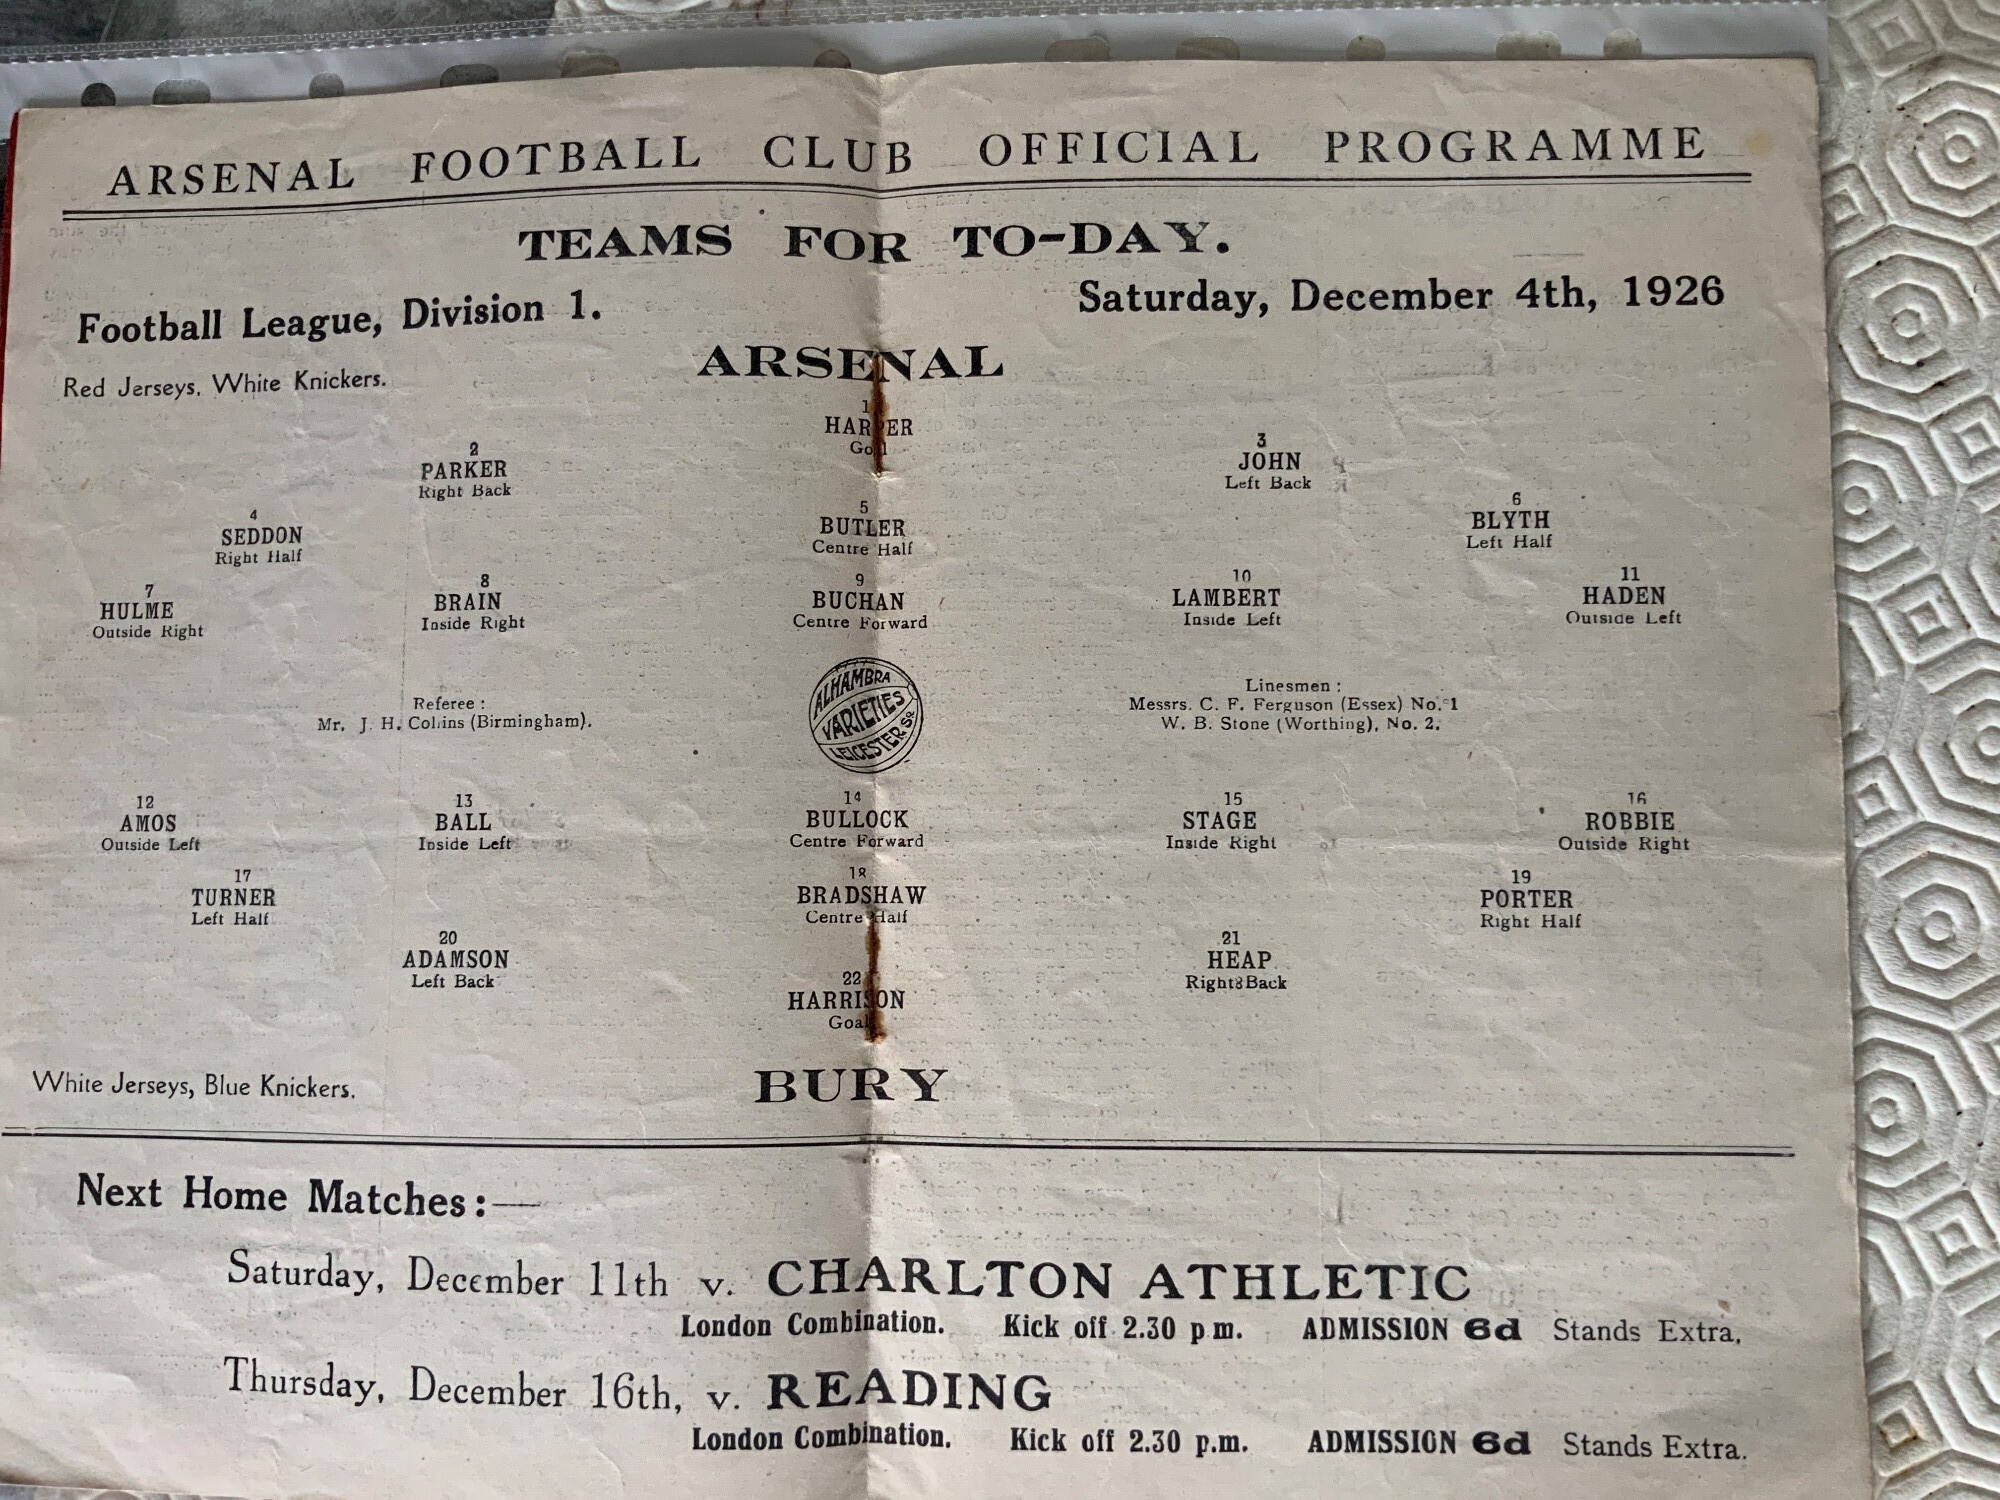 ARSENAL FOOTBALL CLUB OFFICIAL PROGRAMME
TEAMS FOR TO-DAY.
Football League, Division 1. Saturday, December 4th, 1926
ARSENAL
Red Jerseys, White Knickers.
1
HARPER
Goal
2 3
PARKER JOHN
Right Back Left Back
4 5 6
SEDDON BUTLER BLYTH
Right Half Centre Half Left Half
7 8 9 10 11
HULME BRAIN BUCHAN LAMBERT HADEN
Outside Right Inside Right Centre Forward Inside Left Outside Left
ALHAMBRA
VARIETIES
LEICESTER SQ
Referee :
Mr. J. H. Collins (Birmingham).
Linesmen :
Messrs. C. F. Ferguson (Essex) No. 1
W. B. Stone (Worthing), No. 2.
12 13 14 15 16
AMOS BALL BULLOCK STAGE ROBBIE
Outside Left Inside Left Centre Forward Inside Right Outside Right
17 18 19
TURNER BRADSHAW PORTER
Left Half Centre Half Right Half
20 21
ADAMSON HEAP
Left Back Right Back
22
HARRISON
Goal
White Jerseys, Blue Knickers.
BURY
Next Home Matches:—
Saturday, December 11th v. CHARLTON ATHLETIC
London Combination. Kick off 2.30 p.m. ADMISSION 6d Stands Extra.
Thursday, December 16th, v. READING
London Combination. Kick off 2.30 p.m. ADMISSION 6d Stands Extra.